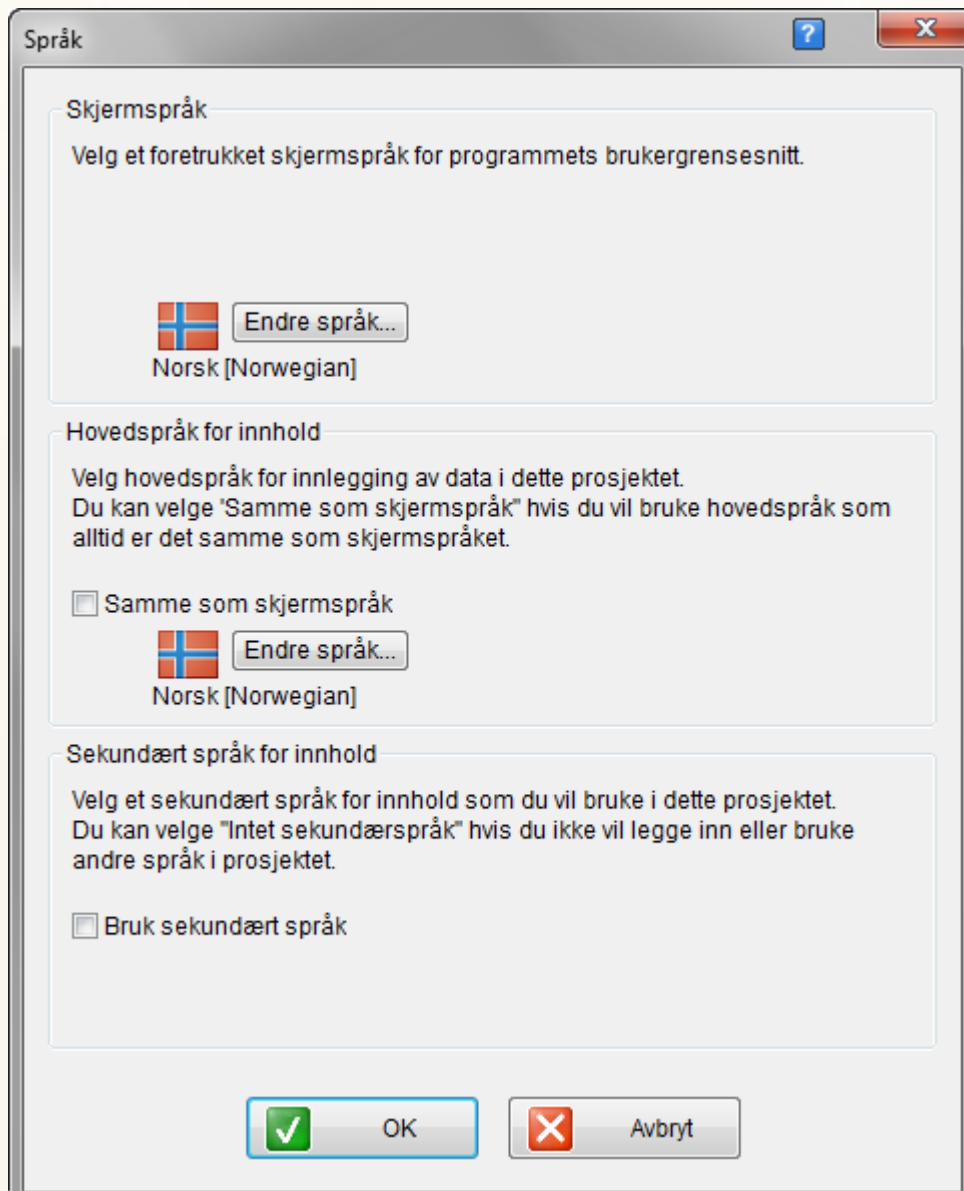 Språk
?
Skjermspråk
Velg et foretrukket skjermspråk for programmets brukergrensesnitt.
Endre språk...
Norsk [Norwegian]
Hovedspråk for innhold
Velg hovedspråk for innlegging av data i dette prosjektet.
Du kan velge "Samme som skjermspråk" hvis du vil bruke hovedspråk som
alltid er det samme som skjermspråket.
Samme som skjermspråk
Endre språk...
Norsk [Norwegian]
Sekundært språk for innhold
Velg et sekundært språk for innhold som du vil bruke i dette prosjektet.
Du kan velge "Intet sekundærspråk" hvis du ikke vil legge inn eller bruke
andre språk i prosjektet.
Bruk sekundært språk
OK
Avbryt